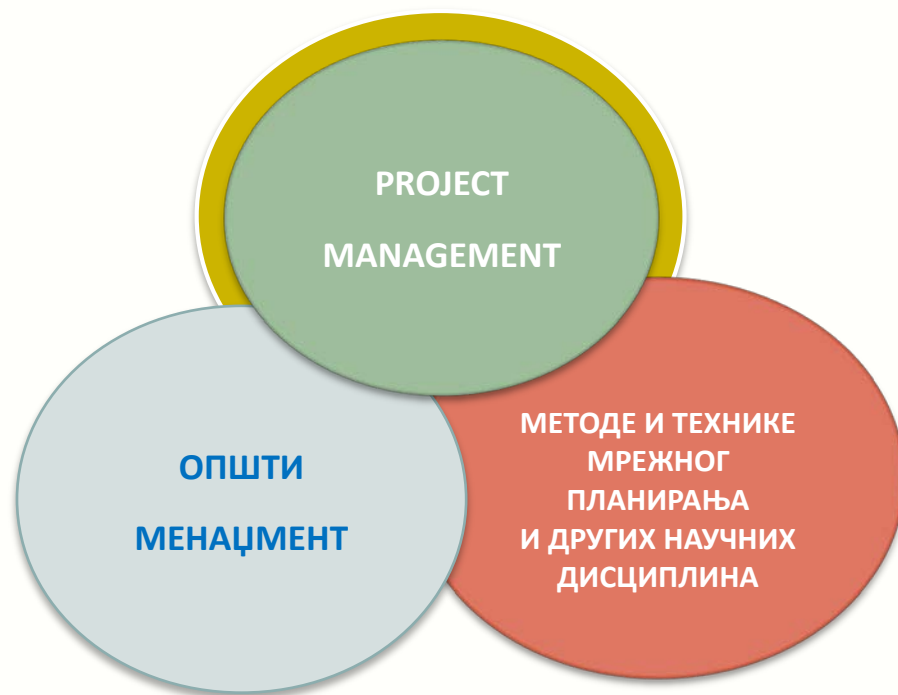 PROJECT
MANAGEMENT
ОПШТИ
МЕНАЏМЕНТ
МЕТОДЕ И ТЕХНИКЕ
МРЕЖНОГ
ПЛАНИРАЊА
И ДРУГИХ НАУЧНИХ
ДИСЦИПЛИНА